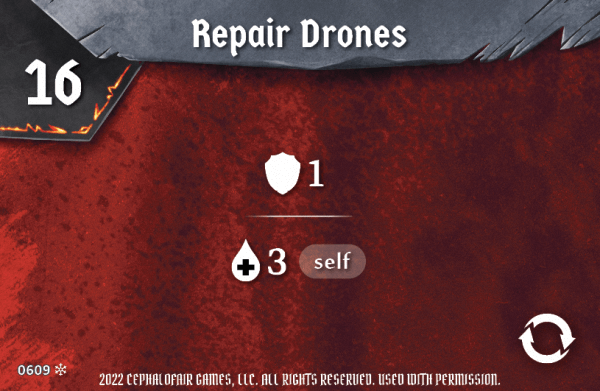 Repair Drones
16
1
3 self
0609
2022 CEPHALOFAIR GAMES, LLC. ALL RIGHTS RESERVED. USED WITH PERMISSION.